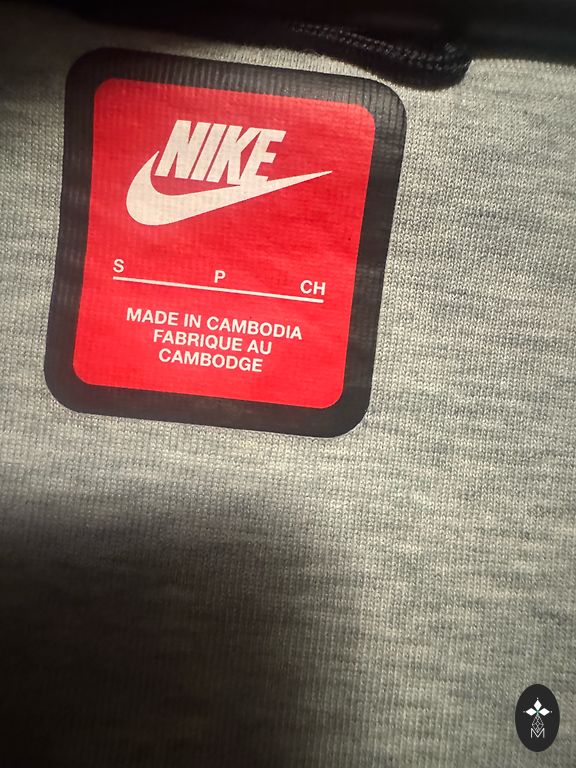 NIKE
S P CH
MADE IN CAMBODIA
FABRIQUE AU
CAMBODGE
M